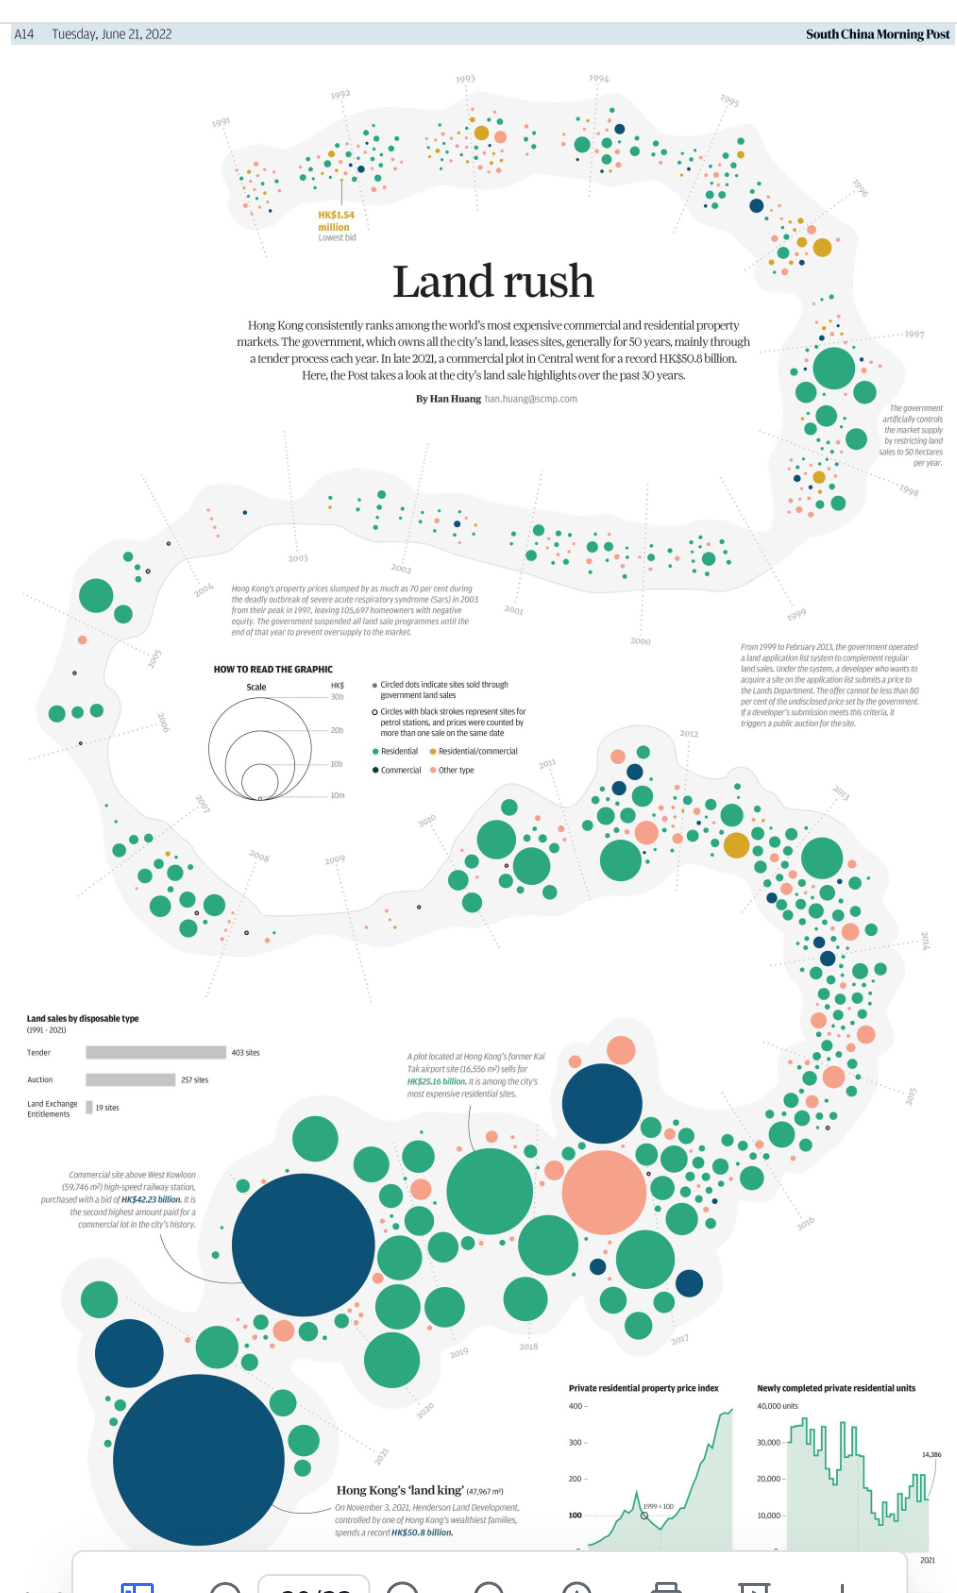 A14 Tuesday, June 21, 2022
South China Morning Post
1991
1992
1993
1994
1995
1996
HK$1.54
million
Lowest bid
Land rush
Hong Kong consistently ranks among the world's most expensive commercial and residential property
markets. The government, which owns all the city's land, leases sites, generally for 50 years, mainly through
a tender process each year. In late 2021, a commercial plot in Central went for a record HK$50.8 billion.
Here, the Post takes a look at the city's land sale highlights over the past 30 years.
By Han Huang han.huang@scmp.com
1997
The government
artificially controls
the market supply
by restricting land
sales to 50 hectares
per year.
1998
1999
2000
2001
2002
2003
2004
2005
2006
2007
2008
2009
2010
2011
2012
2013
2014
2015
2016
2017
2018
2019
2020
2021
Hong Kong's property prices slumped by as much as 70 per cent during
the deadly outbreak of severe acute respiratory syndrome (Sars) in 2003
from their peak in 1997, leaving 105,697 homeowners with negative
equity. The government suspended all land sale programmes until the
end of that year to prevent oversupply to the market.
From 1999 to February 2013, the government operated
a land application list system to complement regular
land sales. Under the system, a developer who wants to
acquire a site on the application list submits a price to
the Lands Department. The offer cannot be less than 80
per cent of the undisclosed price set by the government.
If a developer's submission meets this criteria, it
triggers a public auction for the site.
HOW TO READ THE GRAPHIC
Scale
HK$
30b
20b
10b
10m
Circled dots indicate sites sold through
government land sales
Circles with black strokes represent sites for
petrol stations, and prices were counted by
more than one sale on the same date
Residential
Residential/commercial
Commercial
Other type
Land sales by disposable type
(1991 - 2021)
Tender 403 sites
Auction 257 sites
Land Exchange
Entitlements 19 sites
A plot located at Hong Kong's former Kai
Tak airport site (16,556 m²) sells for
HK$25.16 billion. It is among the city's
most expensive residential sites.
Commercial site above West Kowloon
(59,746 m²) high-speed railway station,
purchased with a bid of HK$42.23 billion. It is
the second highest amount paid for a
commercial lot in the city's history.
Hong Kong's 'land king' (47,967 m²)
On November 3, 2021, Henderson Land Development,
controlled by one of Hong Kong's wealthiest families,
spends a record HK$50.8 billion.
Private residential property price index
400
300
200
100
1999 = 100
Newly completed private residential units
40,000 units
30,000
20,000
10,000
14,386
2021